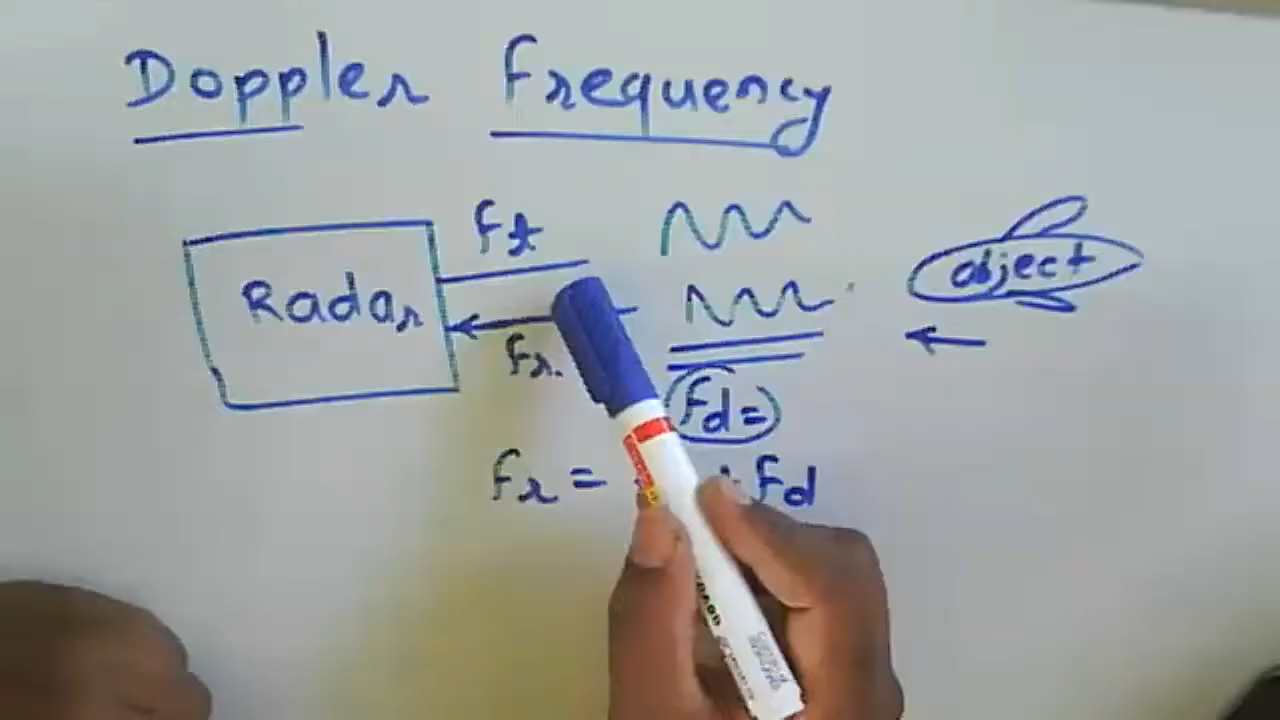 Doppler Frequency
Ft
Radar
object
Fr.
Fd=
Fr = + Fd